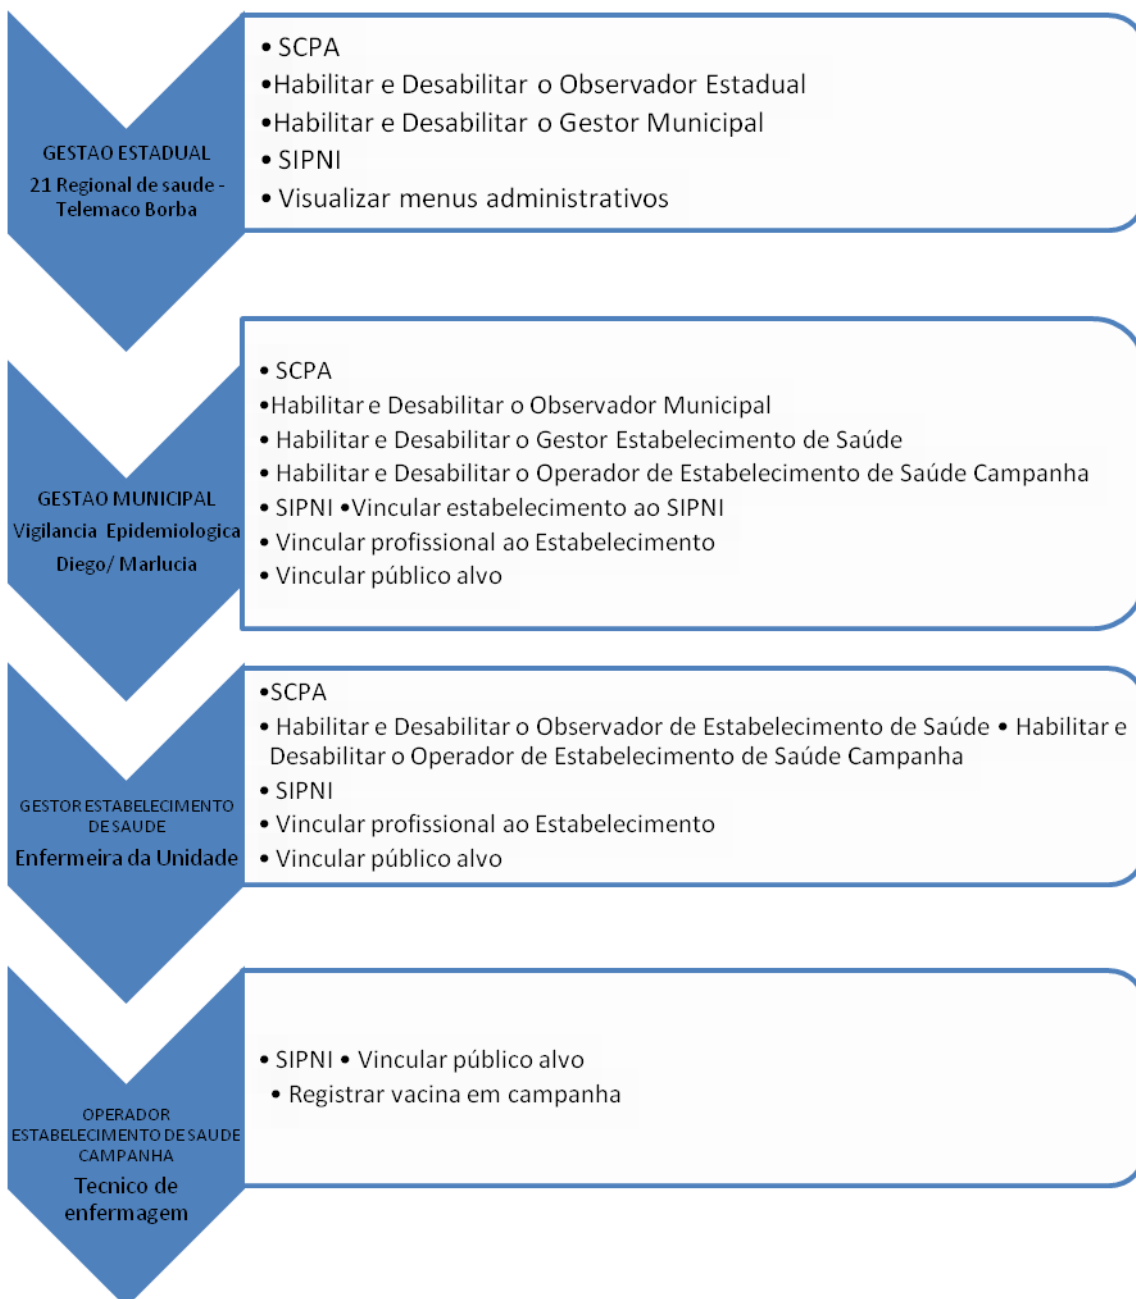 GESTAO ESTADUAL
21 Regional de saude -
Telemaco Borba
• SCPA
•Habilitar e Desabilitar o Observador Estadual
•Habilitar e Desabilitar o Gestor Municipal
• SIPNI
• Visualizar menus administrativos
GESTAO MUNICIPAL
Vigilancia Epidemiologica
Diego/ Marlucia
• SCPA
•Habilitar e Desabilitar o Observador Municipal
• Habilitar e Desabilitar o Gestor Estabelecimento de Saúde
• Habilitar e Desabilitar o Operador de Estabelecimento de Saúde Campanha
• SIPNI •Vincular estabelecimento ao SIPNI
• Vincular profissional ao Estabelecimento
• Vincular público alvo
GESTOR ESTABELECIMENTO
DE SAUDE
Enfermeira da Unidade
•SCPA
• Habilitar e Desabilitar o Observador de Estabelecimento de Saúde • Habilitar e
Desabilitar o Operador de Estabelecimento de Saúde Campanha
• SIPNI
• Vincular profissional ao Estabelecimento
• Vincular público alvo
OPERADOR
ESTABELECIMENTO DE SAUDE
CAMPANHA
Tecnico de
enfermagem
• SIPNI • Vincular público alvo
• Registrar vacina em campanha